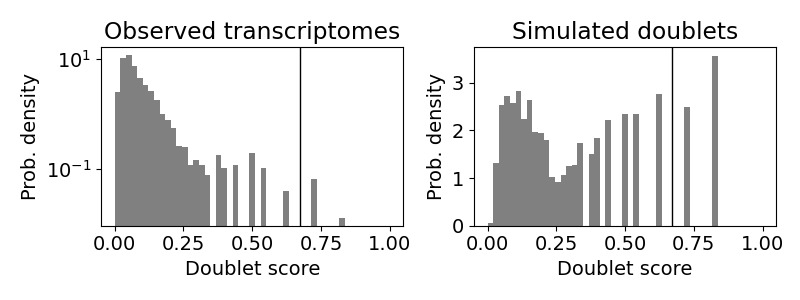 Observed transcriptomes
Prob. density
10¹
10⁻¹
0.00 0.25 0.50 0.75 1.00
Doublet score
Simulated doublets
Prob. density
3
2
1
0
0.00 0.25 0.50 0.75 1.00
Doublet score